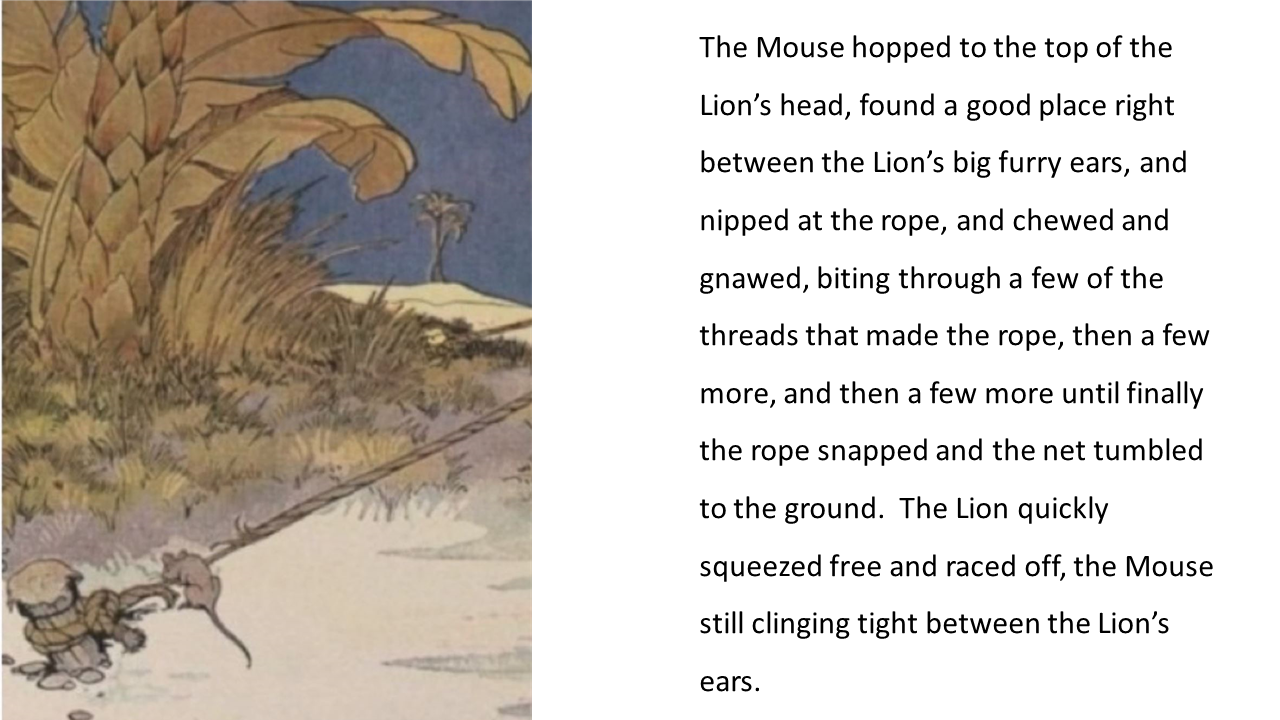 The Mouse hopped to the top of the
Lion’s head, found a good place right
between the Lion’s big furry ears, and
nipped at the rope, and chewed and
gnawed, biting through a few of the
threads that made the rope, then a few
more, and then a few more until finally
the rope snapped and the net tumbled
to the ground.  The Lion quickly
squeezed free and raced off, the Mouse
still clinging tight between the Lion’s
ears.